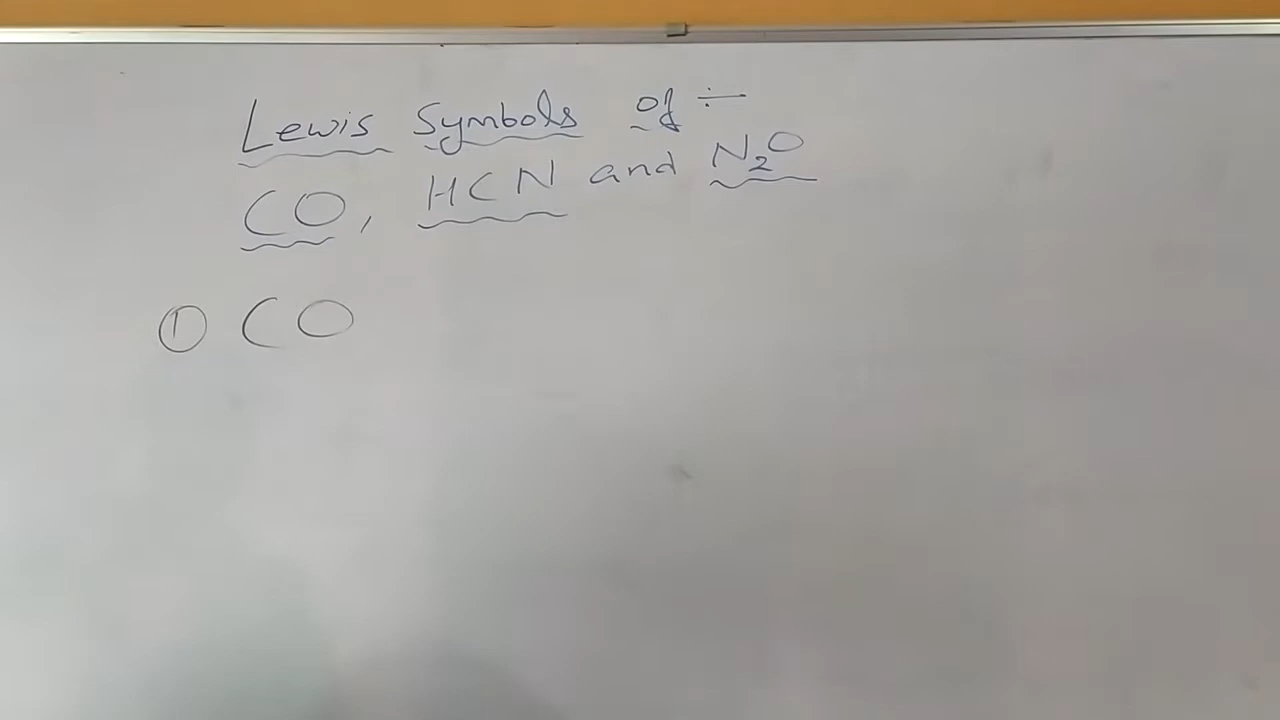 Lewis Symbols of :-
CO, HCN and N₂O
① CO